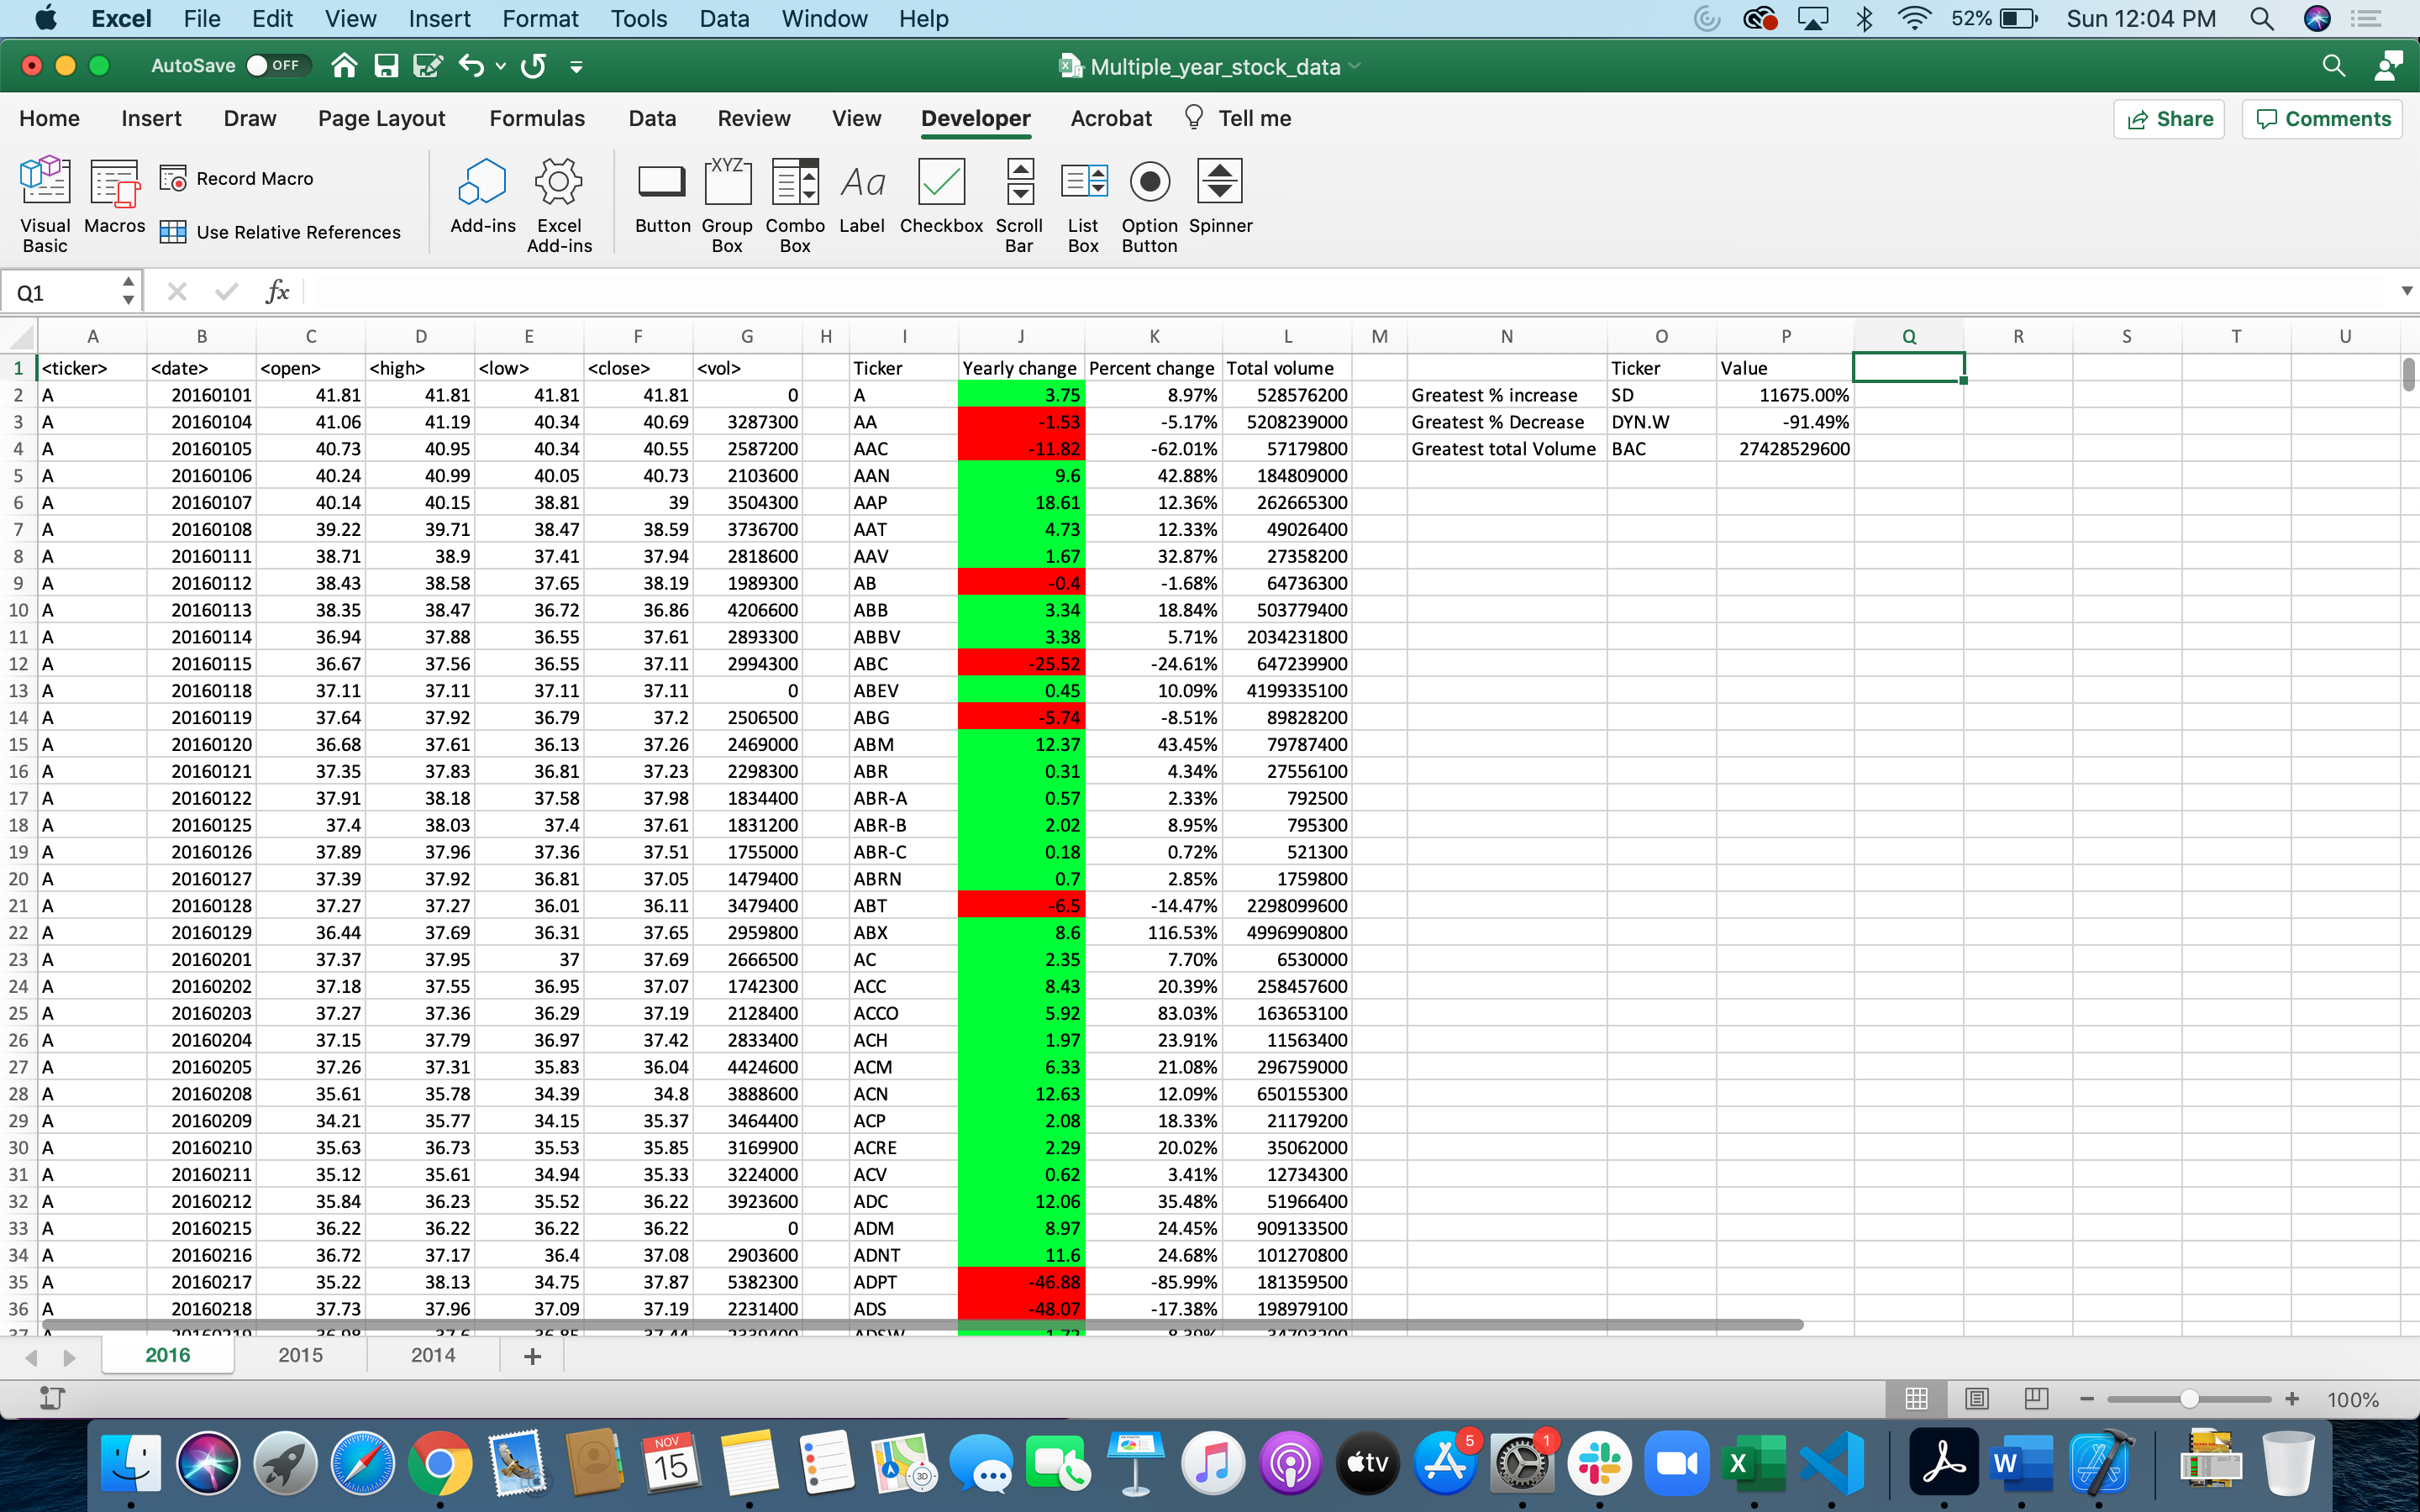 Excel File Edit View Insert Format Tools Data Window Help 52% Sun 12:04 PM
AutoSave OFF Multiple_year_stock_data
Home Insert Draw Page Layout Formulas Data Review View Developer Acrobat Tell me Share Comments
Visual Basic Macros Record Macro Use Relative References Add-ins Excel Add-ins XYZ Button Group Box Combo Box Aa Label Checkbox Scroll Bar List Box Option Button Spinner
Q1 fx
A B C D E F G H I J K L M N O P Q R S T U
1 <ticker> <date> <open> <high> <low> <close> <vol> Ticker Yearly change Percent change Total volume Ticker Value
2 A 20160101 41.81 41.81 41.81 41.81 0 A 3.75 8.97% 528576200 Greatest % increase SD 11675.00%
3 A 20160104 41.06 41.19 40.34 40.69 3287300 AA -1.53 -5.17% 5208239000 Greatest % Decrease DYN.W -91.49%
4 A 20160105 40.73 40.95 40.34 40.55 2587200 AAC -11.82 -62.01% 57179800 Greatest total Volume BAC 27428529600
5 A 20160106 40.24 40.99 40.05 40.73 2103600 AAN 9.6 42.88% 184809000
6 A 20160107 40.14 40.15 38.81 39 3504300 AAP 18.61 12.36% 262665300
7 A 20160108 39.22 39.71 38.47 38.59 3736700 AAT 4.73 12.33% 49026400
8 A 20160111 38.71 38.9 37.41 37.94 2818600 AAV 1.67 32.87% 27358200
9 A 20160112 38.43 38.58 37.65 38.19 1989300 AB -0.4 -1.68% 64736300
10 A 20160113 38.35 38.47 36.72 36.86 4206600 ABB 3.34 18.84% 503779400
11 A 20160114 36.94 37.88 36.55 37.61 2893300 ABBV 3.38 5.71% 2034231800
12 A 20160115 36.67 37.56 36.55 37.11 2994300 ABC -25.52 -24.61% 647239900
13 A 20160118 37.11 37.11 37.11 37.11 0 ABEV 0.45 10.09% 4199335100
14 A 20160119 37.64 37.92 36.79 37.2 2506500 ABG -5.74 -8.51% 89828200
15 A 20160120 36.68 37.61 36.13 37.26 2469000 ABM 12.37 43.45% 79787400
16 A 20160121 37.35 37.83 36.81 37.23 2298300 ABR 0.31 4.34% 27556100
17 A 20160122 37.91 38.18 37.58 37.98 1834400 ABR-A 0.57 2.33% 792500
18 A 20160125 37.4 38.03 37.4 37.61 1831200 ABR-B 2.02 8.95% 795300
19 A 20160126 37.89 37.96 37.36 37.51 1755000 ABR-C 0.18 0.72% 521300
20 A 20160127 37.39 37.92 36.81 37.05 1479400 ABRN 0.7 2.85% 1759800
21 A 20160128 37.27 37.27 36.01 36.11 3479400 ABT -6.5 -14.47% 2298099600
22 A 20160129 36.44 37.69 36.31 37.65 2959800 ABX 8.6 116.53% 4996990800
23 A 20160201 37.37 37.95 37 37.69 2666500 AC 2.35 7.70% 6530000
24 A 20160202 37.18 37.55 36.95 37.07 1742300 ACC 8.43 20.39% 258457600
25 A 20160203 37.27 37.36 36.29 37.19 2128400 ACCO 5.92 83.03% 163653100
26 A 20160204 37.15 37.79 36.97 37.42 2833400 ACH 1.97 23.91% 11563400
27 A 20160205 37.26 37.31 35.83 36.04 4424600 ACM 6.33 21.08% 296759000
28 A 20160208 35.61 35.78 34.39 34.8 3888600 ACN 12.63 12.09% 650155300
29 A 20160209 34.21 35.77 34.15 35.37 3464400 ACP 2.08 18.33% 21179200
30 A 20160210 35.63 36.73 35.53 35.85 3169900 ACRE 2.29 20.02% 35062000
31 A 20160211 35.12 35.61 34.94 35.33 3224000 ACV 0.62 3.41% 12734300
32 A 20160212 35.84 36.23 35.52 36.22 3923600 ADC 12.06 35.48% 51966400
33 A 20160215 36.22 36.22 36.22 36.22 0 ADM 8.97 24.45% 909133500
34 A 20160216 36.72 37.17 36.4 37.08 2903600 ADNT 11.6 24.68% 101270800
35 A 20160217 35.22 38.13 34.75 37.87 5382300 ADPT -46.88 -85.99% 181359500
36 A 20160218 37.73 37.96 37.09 37.19 2231400 ADS -48.07 -17.38% 198979100
2016 2015 2014 +
100%
NOV 15 3D tv 5 1 X W